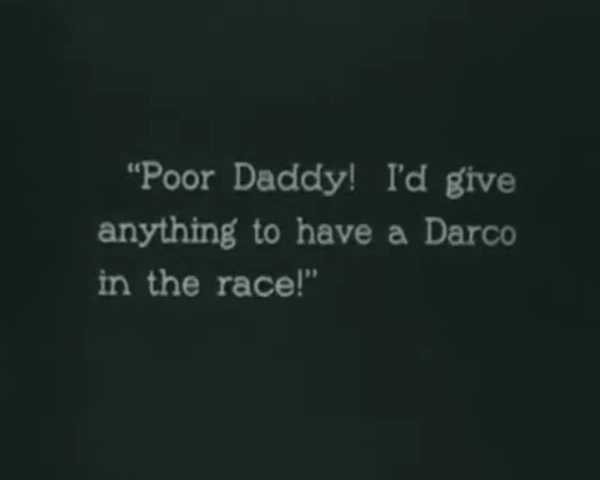 “Poor Daddy! I'd give
anything to have a Darco
in the race!”